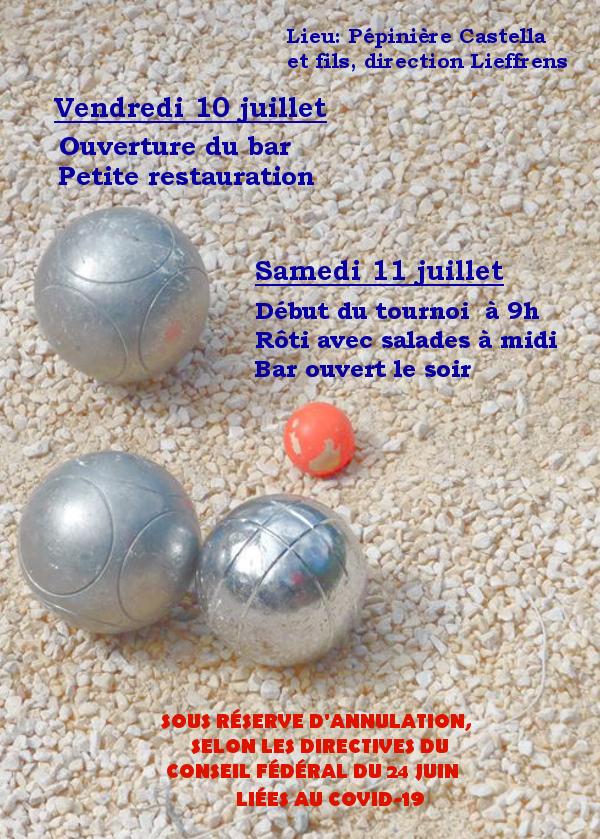 Lieu: Pépinière Castella
et fils, direction Lieffrens
Vendredi 10 juillet
Ouverture du bar
Petite restauration
Samedi 11 juillet
Début du tournoi à 9h
Rôti avec salades à midi
Bar ouvert le soir
SOUS RÉSERVE D'ANNULATION,
SELON LES DIRECTIVES DU
CONSEIL FÉDÉRAL DU 24 JUIN
LIÉES AU COVID-19